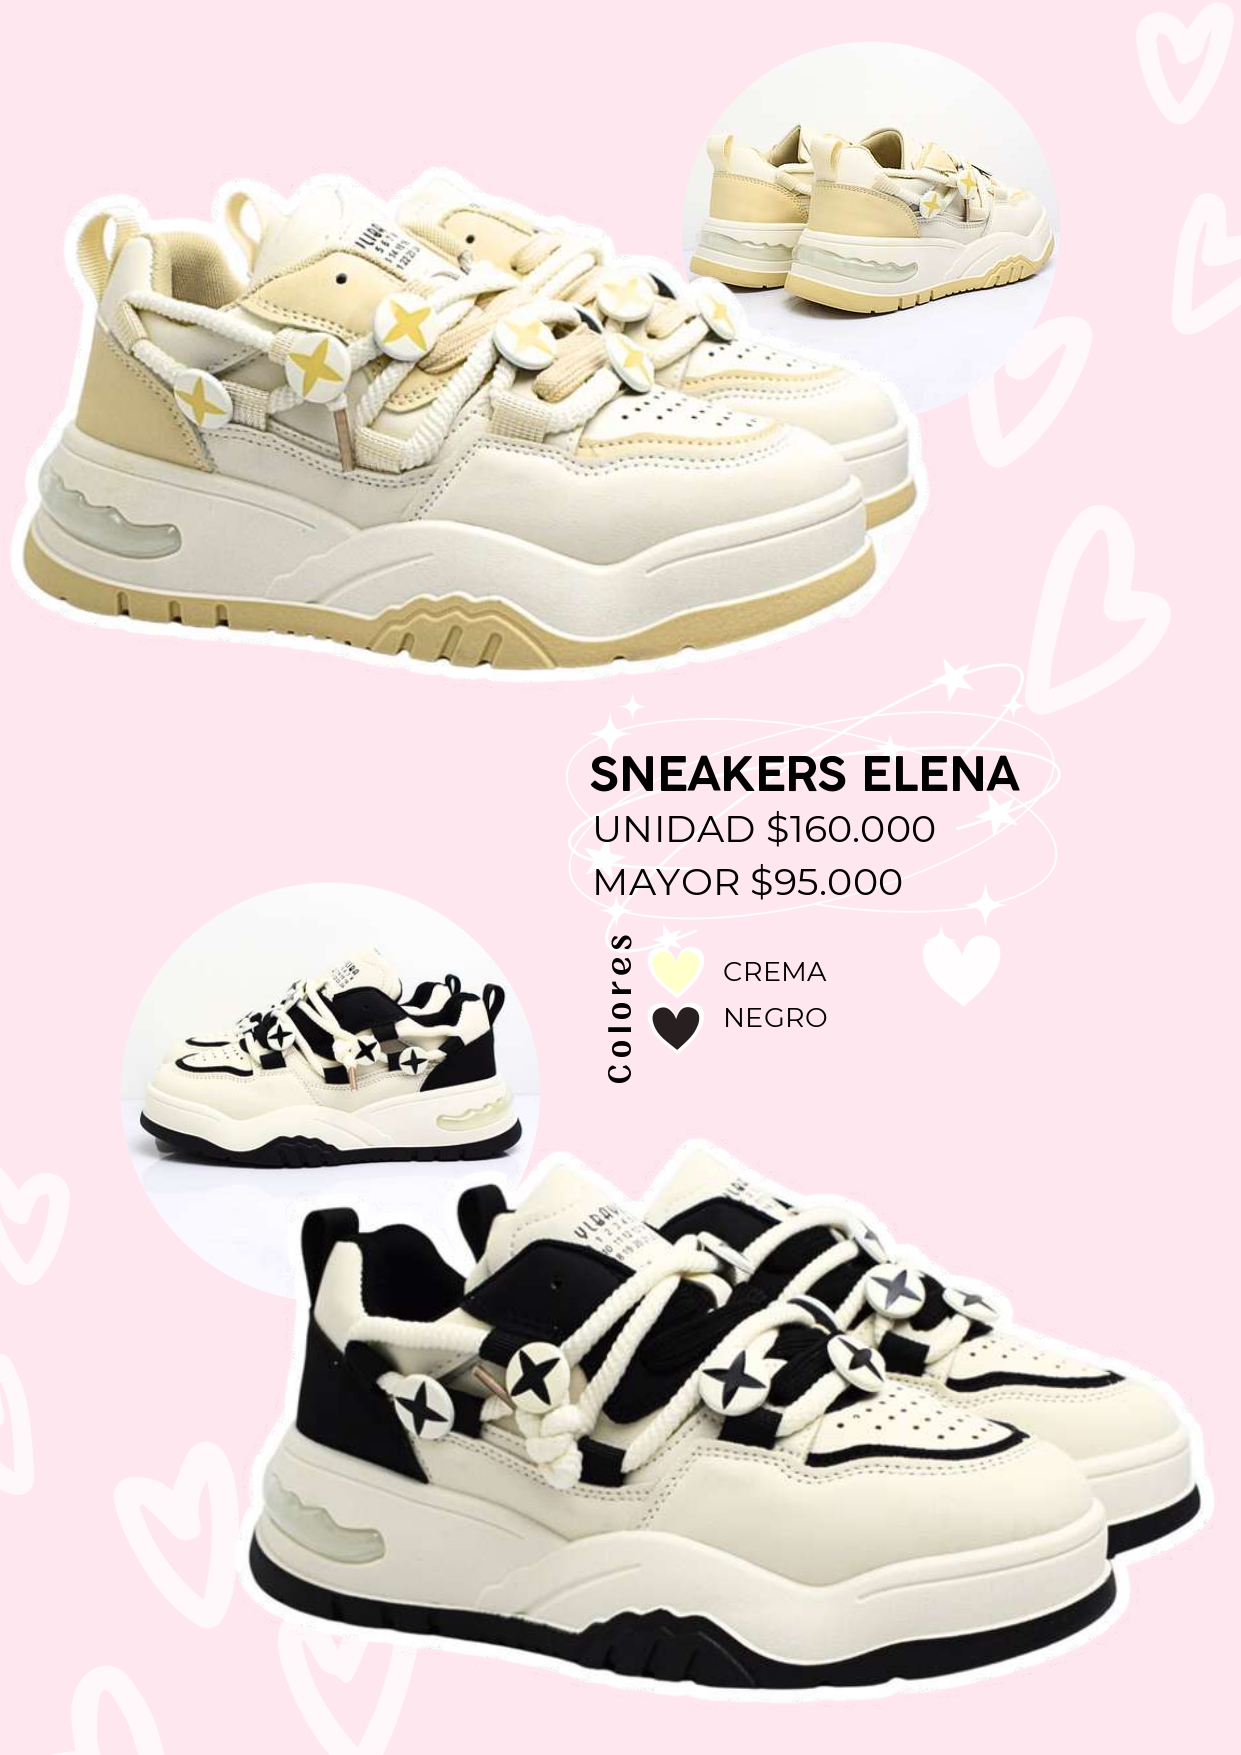 SNEAKERS ELENA
UNIDAD $160.000
MAYOR $95.000
Colores
CREMA
NEGRO